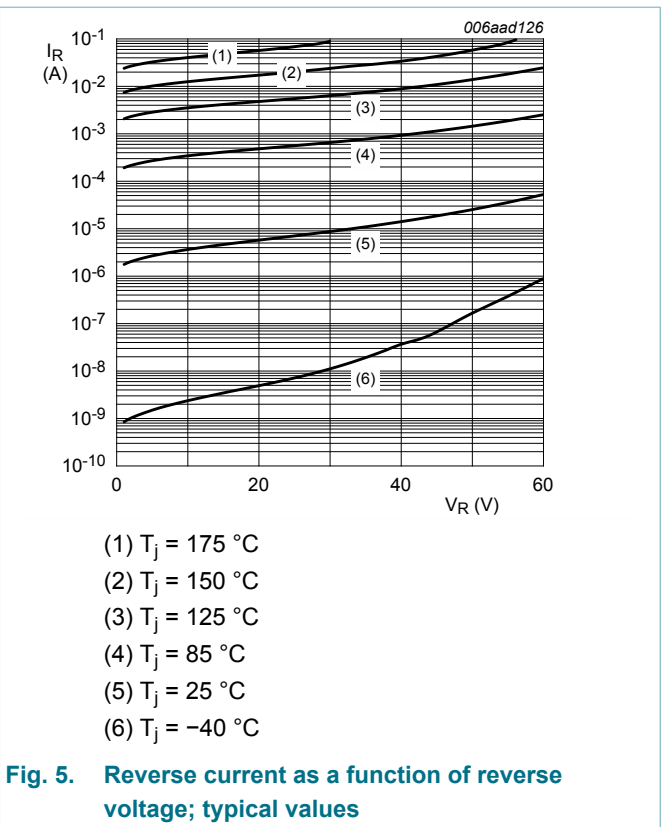 006aad126
I_R
(A)
10^-1
10^-2
10^-3
10^-4
10^-5
10^-6
10^-7
10^-8
10^-9
10^-10
(1)
(2)
(3)
(4)
(5)
(6)
0 20 40 60
V_R (V)
(1) T_j = 175 °C
(2) T_j = 150 °C
(3) T_j = 125 °C
(4) T_j = 85 °C
(5) T_j = 25 °C
(6) T_j = −40 °C
Fig. 5. Reverse current as a function of reverse
voltage; typical values